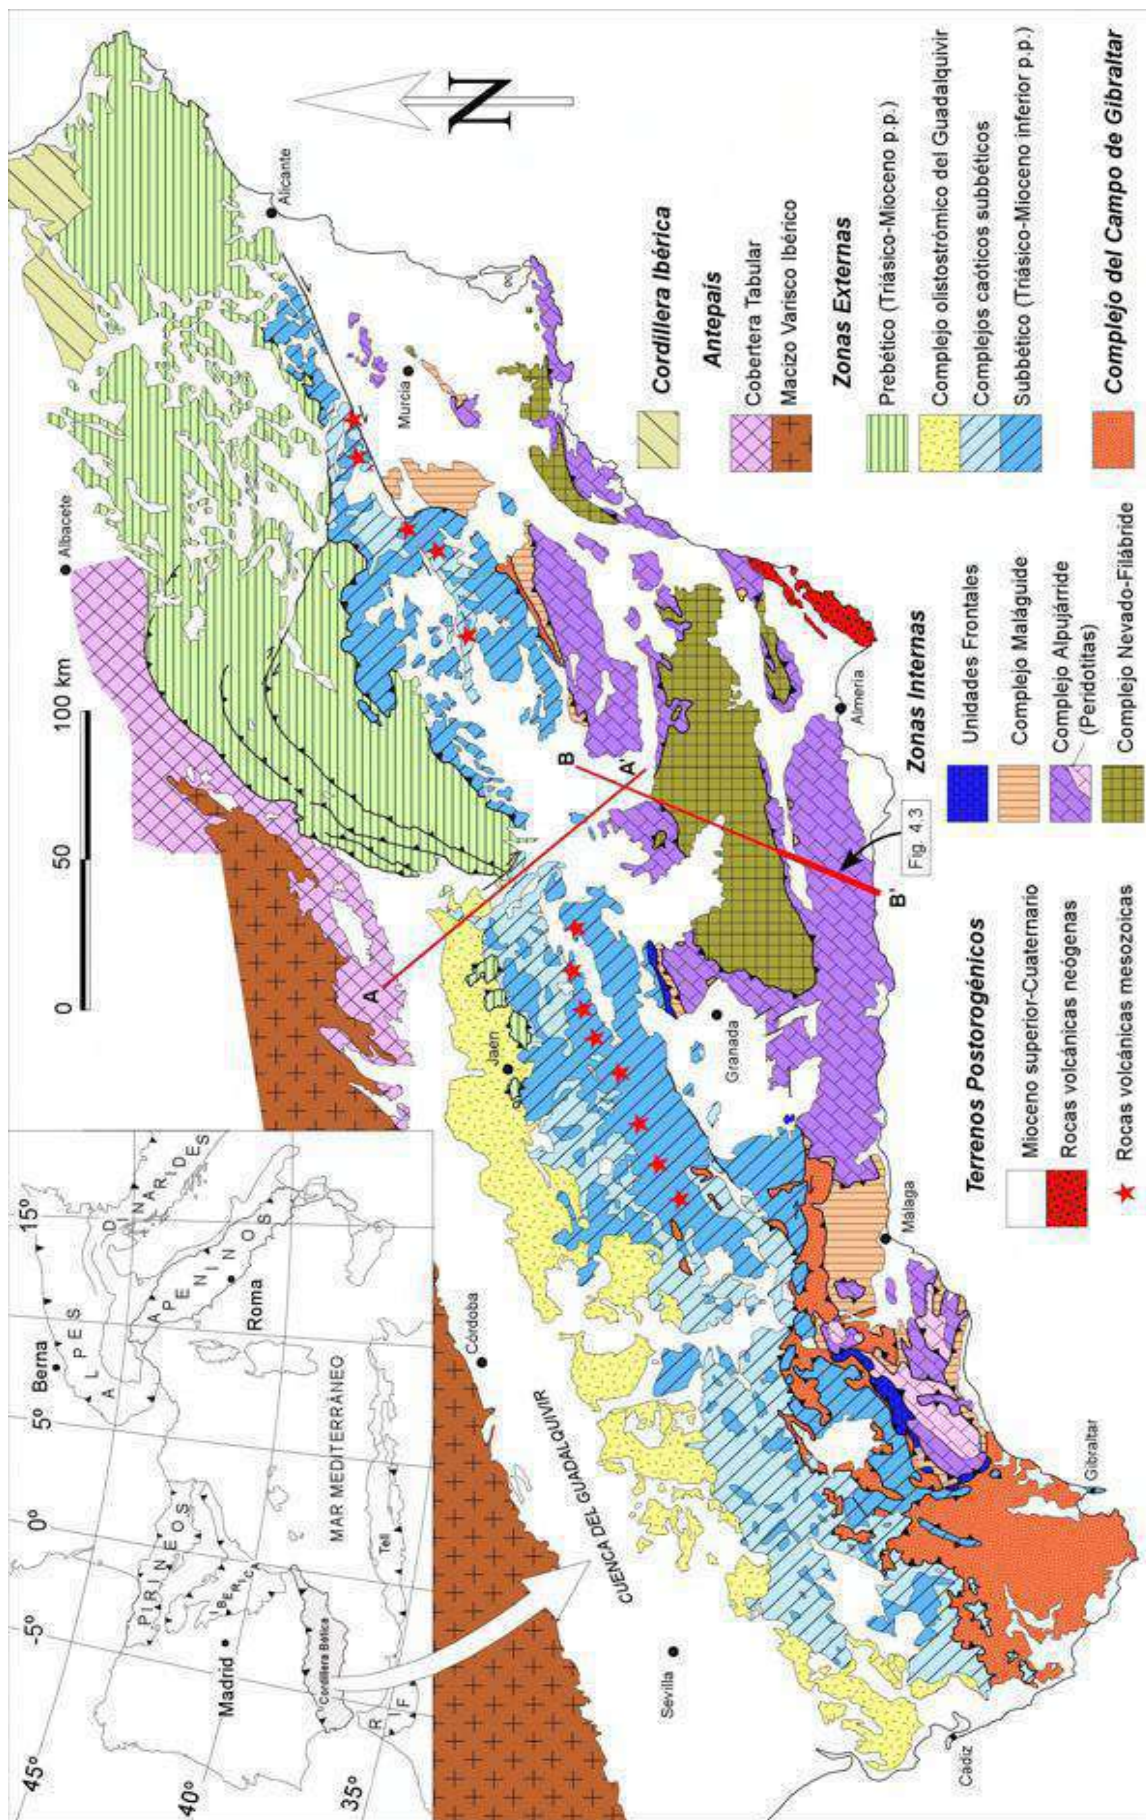 45º
40º
35º
-5º
0º
5º
15º
Berna
ALPES
DINARIDES
APENINOS
Roma
PIRINEOS
IBERICA
Madrid
MAR MEDITERRÁNEO
Cordillera Bética
Tell
RIF
0
50
100 km
N
Albacete
Alicante
Murcia
Córdoba
Jaén
CUENCA DEL GUADALQUIVIR
Sevilla
Granada
Almería
Málaga
Cádiz
Gibraltar
A
A'
B
B'
Fig. 4.3
Terrenos Postorogénicos
Mioceno superior-Cuaternario
Rocas volcánicas neógenas
Rocas volcánicas mesozoicas
Zonas Internas
Unidades Frontales
Complejo Maláguide
Complejo Alpujárride
(Peridotitas)
Complejo Nevado-Filábride
Cordillera Ibérica
Antepaís
Cobertera Tabular
Macizo Varisco Ibérico
Zonas Externas
Prebético (Triásico-Mioceno p.p.)
Complejo olistostrómico del Guadalquivir
Complejos caóticos subbéticos
Subbético (Triásico-Mioceno inferior p.p.)
Complejo del Campo de Gibraltar